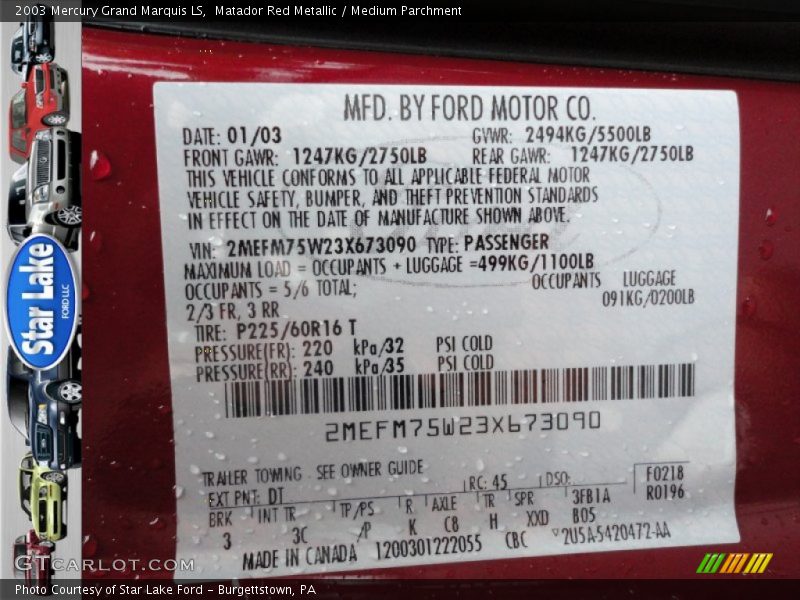 2003 Mercury Grand Marquis LS, Matador Red Metallic / Medium Parchment
MFD. BY FORD MOTOR CO.
DATE: 01/03 GVWR: 2494KG/5500LB
FRONT GAWR: 1247KG/2750LB REAR GAWR: 1247KG/2750LB
THIS VEHICLE CONFORMS TO ALL APPLICABLE FEDERAL MOTOR
VEHICLE SAFETY, BUMPER, AND THEFT PREVENTION STANDARDS
IN EFFECT ON THE DATE OF MANUFACTURE SHOWN ABOVE.
VIN: 2MEFM75W23X673090 TYPE: PASSENGER
MAXIMUM LOAD = OCCUPANTS + LUGGAGE =499KG/1100LB
OCCUPANTS = 5/6 TOTAL; OCCUPANTS LUGGAGE
2/3 FR, 3 RR 091KG/0200LB
TIRE: P225/60R16 T
PRESSURE(FR): 220 kPa/32 PSI COLD
PRESSURE(RR): 240 kPa/35 PSI COLD
2MEFM75W23X673090
TRAILER TOWING . SEE OWNER GUIDE
EXT PNT: DT RC: 45 DSO: F0218
BRK INT TR TP/PS R AXLE TR SPR 3FB1A R0196
3 3C /P K C8 H XXD B05
MADE IN CANADA 1200301222055 CBC 2U5A-5420472-AA
Star Lake
FORD LLC
GTCarLot.com
Photo Courtesy of Star Lake Ford - Burgettstown, PA